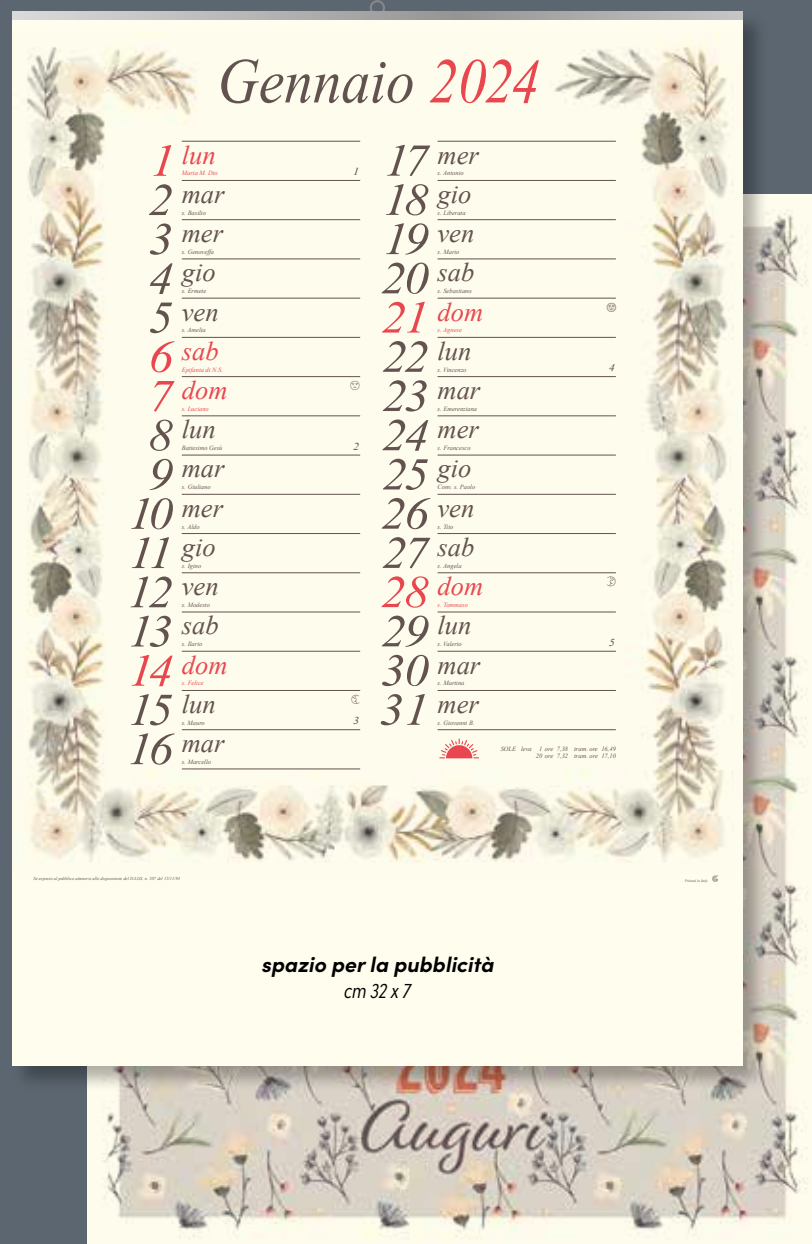 Gennaio 2024
1 lun
Maria M. Dio
1
2 mar
s. Basilio
3 mer
s. Genoveffa
4 gio
s. Ermete
5 ven
s. Amelia
6 sab
Epifania di N.S.
7 dom
s. Luciano
8 lun
Battesimo Gesù
2
9 mar
s. Giuliano
10 mer
s. Aldo
11 gio
s. Igino
12 ven
s. Modesto
13 sab
s. Ilario
14 dom
s. Felice
15 lun
s. Mauro
3
16 mar
s. Marcello
17 mer
s. Antonio
18 gio
s. Liberata
19 ven
s. Mario
20 sab
s. Sebastiano
21 dom
s. Agnese
22 lun
s. Vincenzo
4
23 mar
s. Emerenziana
24 mer
s. Francesco
25 gio
Conv. s. Paolo
26 ven
s. Tito
27 sab
s. Angela
28 dom
s. Tommaso
29 lun
s. Valerio
5
30 mar
s. Martina
31 mer
s. Giovanni B.
SOLE leva 1 ore 7,38 tram. ore 16,49
20 ore 7,32 tram. ore 17,10
Printed in Italy
spazio per la pubblicità
cm 32 x 7
2024
Auguri